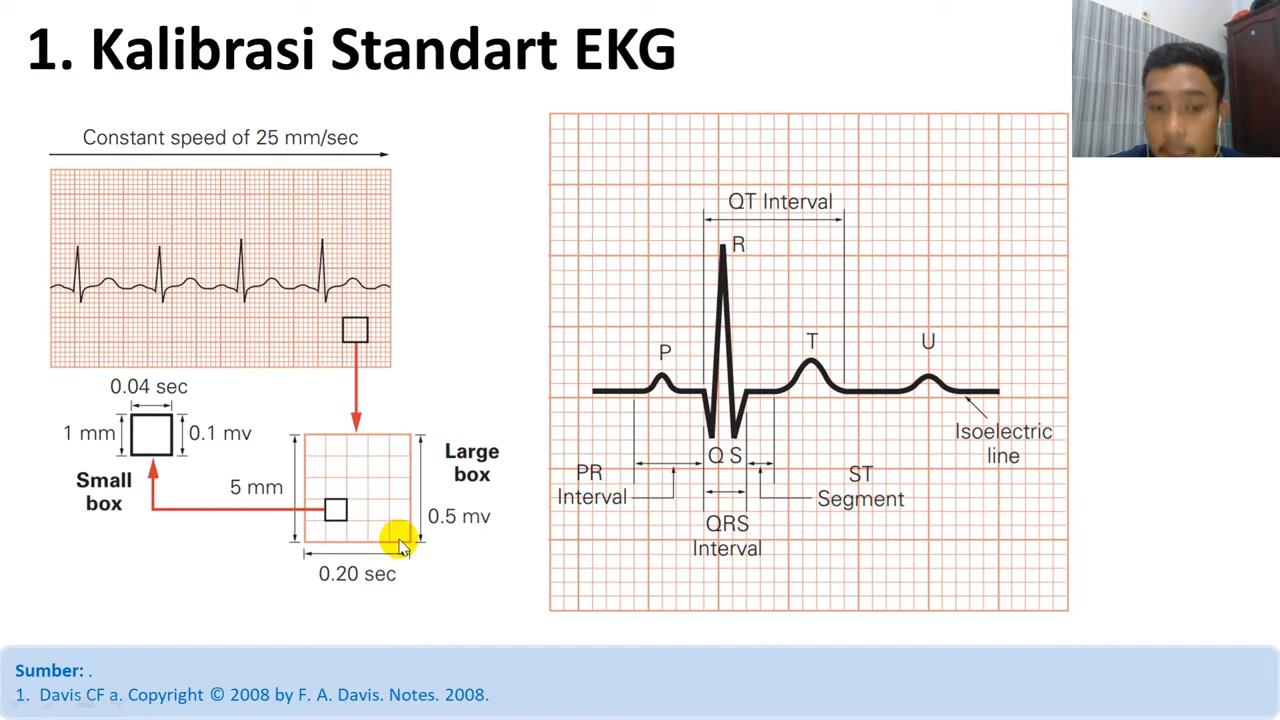 1. Kalibrasi Standart EKG
Constant speed of 25 mm/sec
0.04 sec
1 mm
0.1 mv
Small
box
5 mm
Large
box
0.5 mv
0.20 sec
QT Interval
R
P
T
U
Q S
Isoelectric
line
PR
Interval
ST
Segment
QRS
Interval
Sumber: .
1. Davis CF a. Copyright © 2008 by F. A. Davis. Notes. 2008.